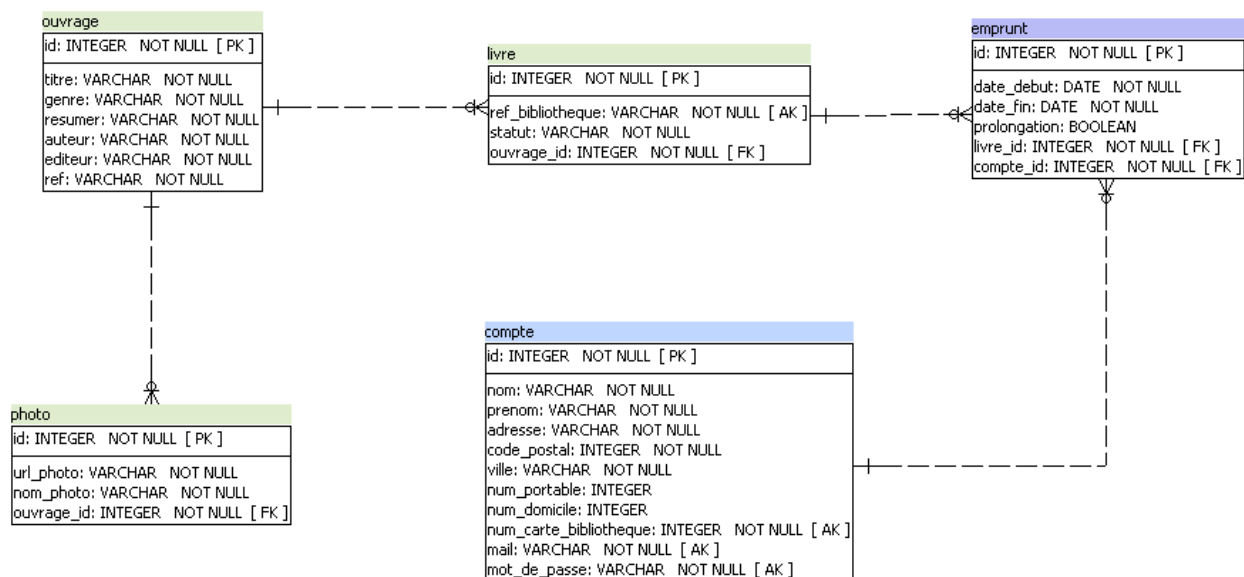 ouvrage
id: INTEGER NOT NULL [ PK ]
titre: VARCHAR NOT NULL
genre: VARCHAR NOT NULL
resumer: VARCHAR NOT NULL
auteur: VARCHAR NOT NULL
editeur: VARCHAR NOT NULL
ref: VARCHAR NOT NULL
livre
id: INTEGER NOT NULL [ PK ]
ref_bibliotheque: VARCHAR NOT NULL [ AK ]
statut: VARCHAR NOT NULL
ouvrage_id: INTEGER NOT NULL [ FK ]
emprunt
id: INTEGER NOT NULL [ PK ]
date_debut: DATE NOT NULL
date_fin: DATE NOT NULL
prolongation: BOOLEAN
livre_id: INTEGER NOT NULL [ FK ]
compte_id: INTEGER NOT NULL [ FK ]
photo
id: INTEGER NOT NULL [ PK ]
url_photo: VARCHAR NOT NULL
nom_photo: VARCHAR NOT NULL
ouvrage_id: INTEGER NOT NULL [ FK ]
compte
id: INTEGER NOT NULL [ PK ]
nom: VARCHAR NOT NULL
prenom: VARCHAR NOT NULL
adresse: VARCHAR NOT NULL
code_postal: INTEGER NOT NULL
ville: VARCHAR NOT NULL
num_portable: INTEGER
num_domicile: INTEGER
num_carte_bibliotheque: INTEGER NOT NULL [ AK ]
mail: VARCHAR NOT NULL [ AK ]
mot_de_passe: VARCHAR NOT NULL [ AK ]